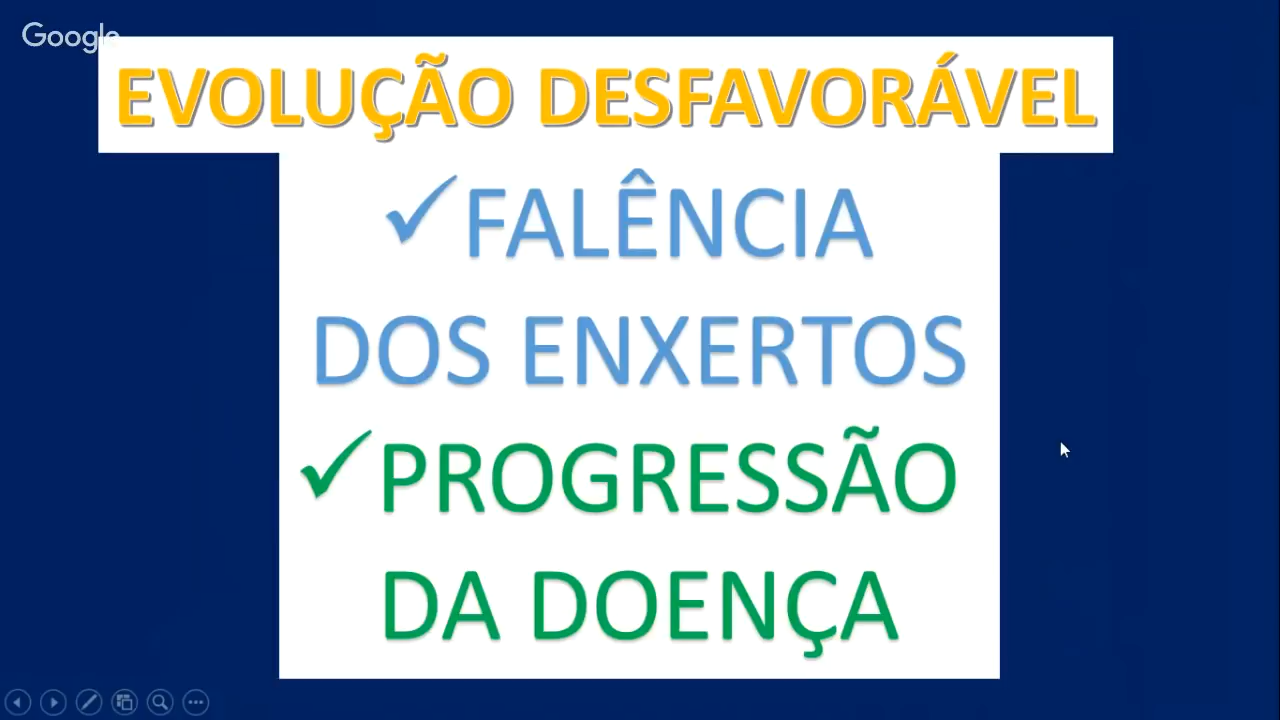 Google
EVOLUÇÃO DESFAVORÁVEL
✓FALÊNCIA
DOS ENXERTOS
✓PROGRESSÃO
DA DOENÇA